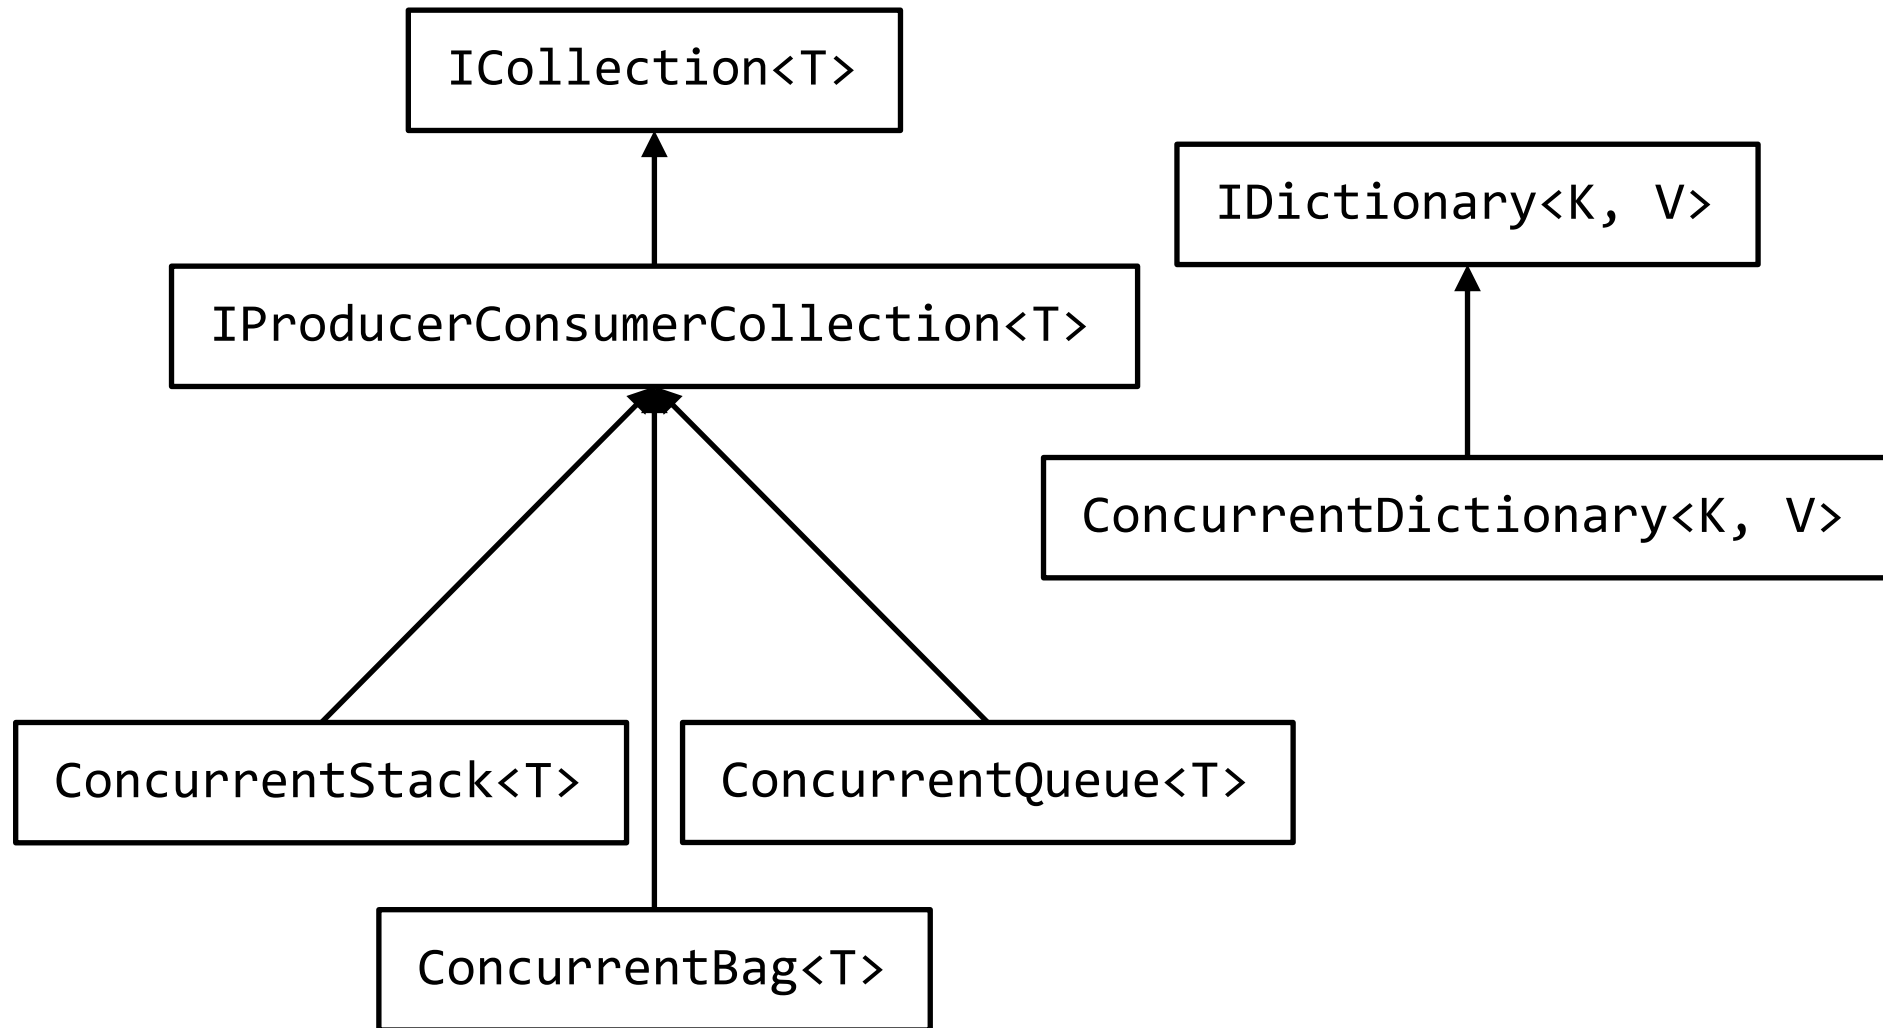 ICollection<T>
IDictionary<K, V>
IProducerConsumerCollection<T>
ConcurrentDictionary<K, V>
ConcurrentStack<T>
ConcurrentQueue<T>
ConcurrentBag<T>